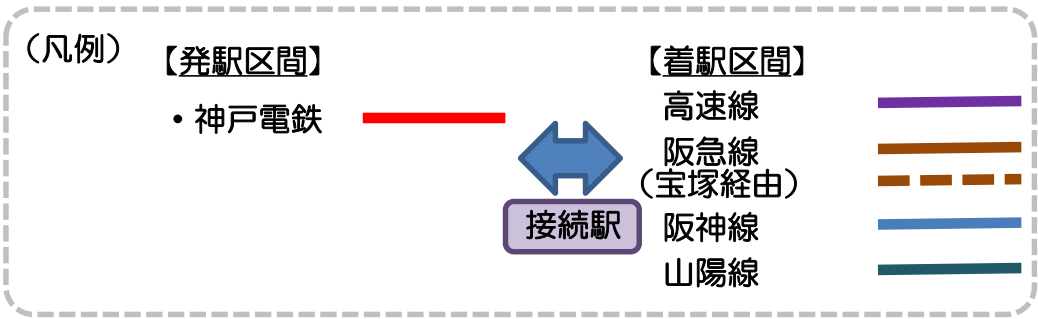 （凡例）
【発駅区間】
・神戸電鉄
接続駅
【着駅区間】
高速線
阪急線
（宝塚経由）
阪神線
山陽線